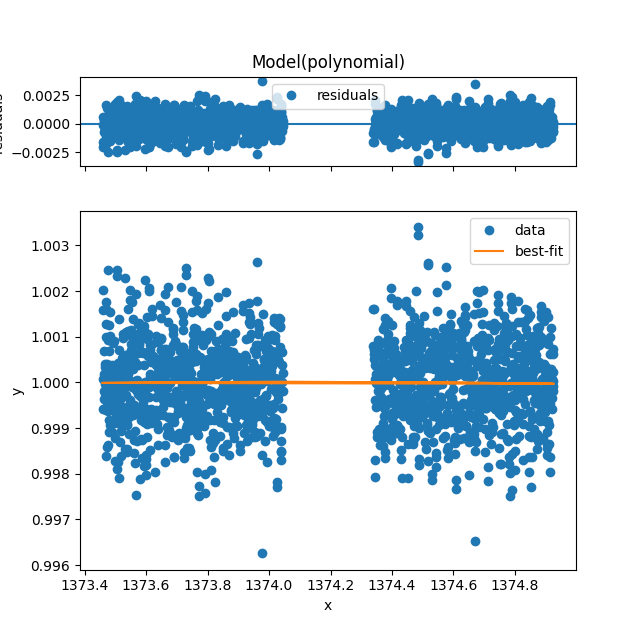 Model(polynomial)
residuals
0.0025
0.0000
−0.0025
residuals
data
best-fit
1.003
1.002
1.001
1.000
0.999
0.998
0.997
0.996
y
1373.4 1373.6 1373.8 1374.0 1374.2 1374.4 1374.6 1374.8
x